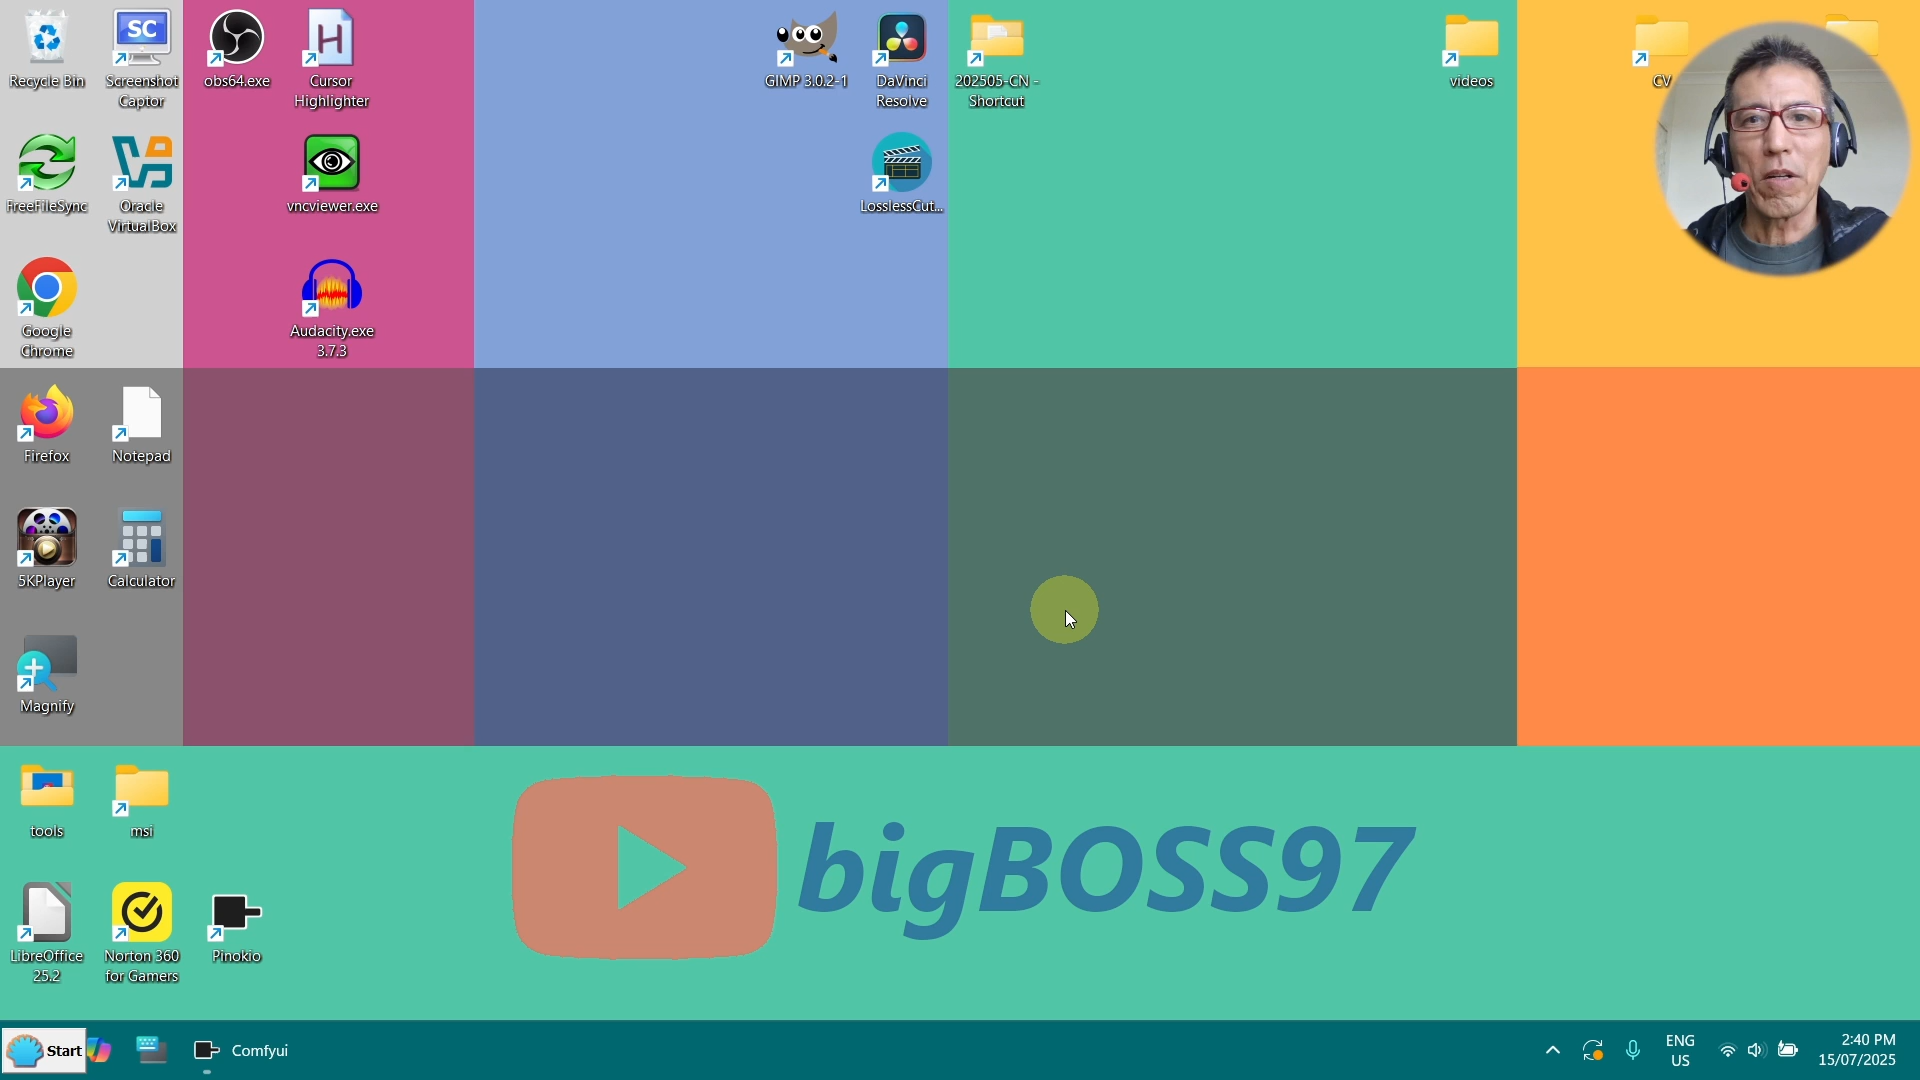 Recycle Bin
Screenshot
Captor
SC
obs64.exe
Cursor
Highlighter
H
GIMP 3.0.2-1
DaVinci
Resolve
202505-CN -
Shortcut
videos
CV
FreeFileSync
Oracle
VirtualBox
vncviewer.exe
LosslessCut...
Google
Chrome
Audacity.exe
3.7.3
Firefox
Notepad
5KPlayer
Calculator
Magnify
tools
msi
LibreOffice
25.2
Norton 360
for Gamers
Pinokio
bigBOSS97
Start
Comfyui
ENG
US
2:40 PM
15/07/2025